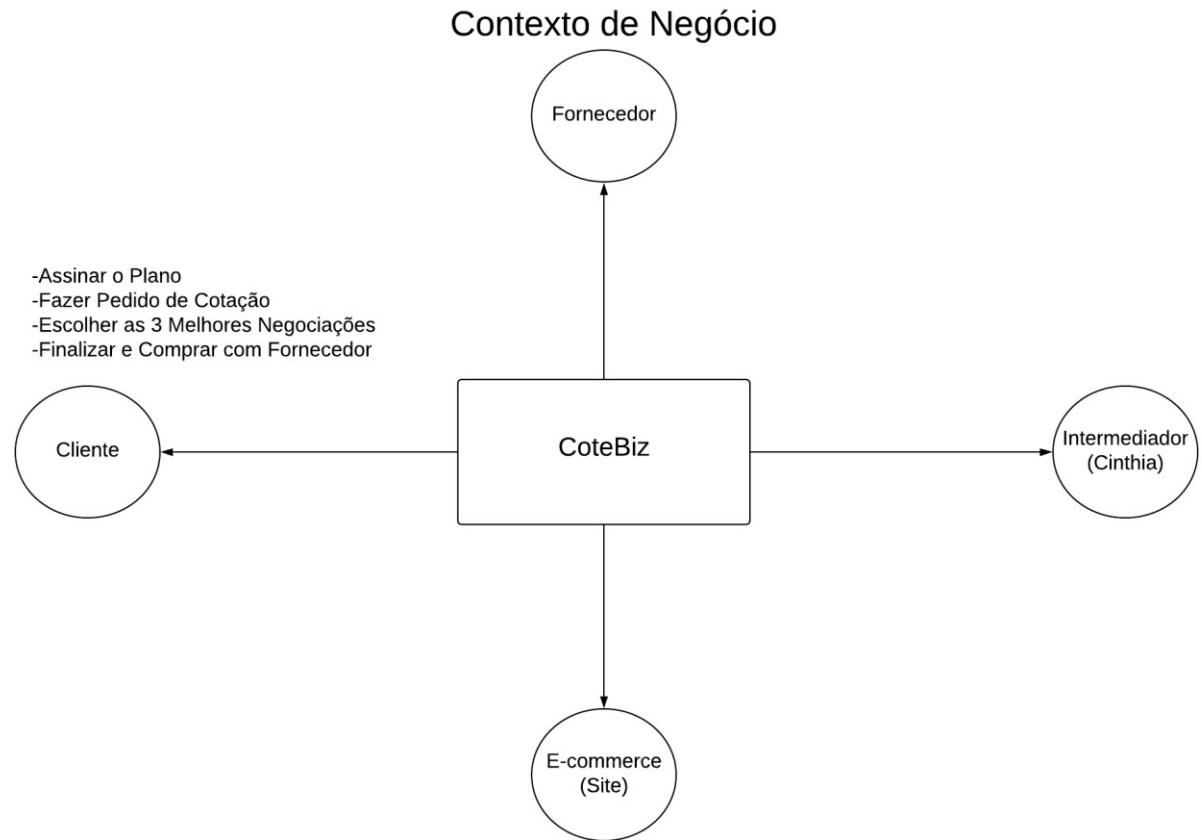 Contexto de Negócio
Fornecedor
-Assinar o Plano
-Fazer Pedido de Cotação
-Escolher as 3 Melhores Negociações
-Finalizar e Comprar com Fornecedor
Cliente
CoteBiz
Intermediador
(Cinthia)
E-commerce
(Site)